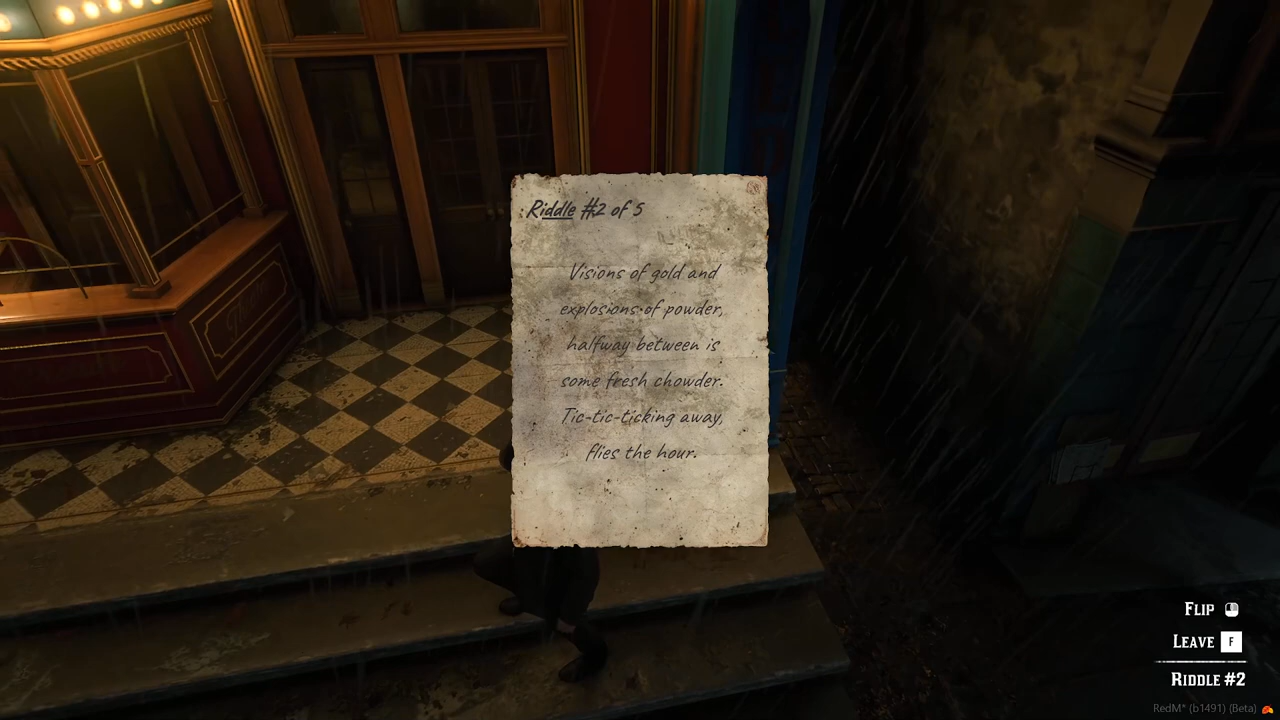 Riddle #2 of 5
Visions of gold and
explosions of powder,
halfway between is
some fresh chowder.
Tic-tic-ticking away,
flies the hour.
Flip
Leave F
Riddle #2
RedM* (b1491) (Beta)